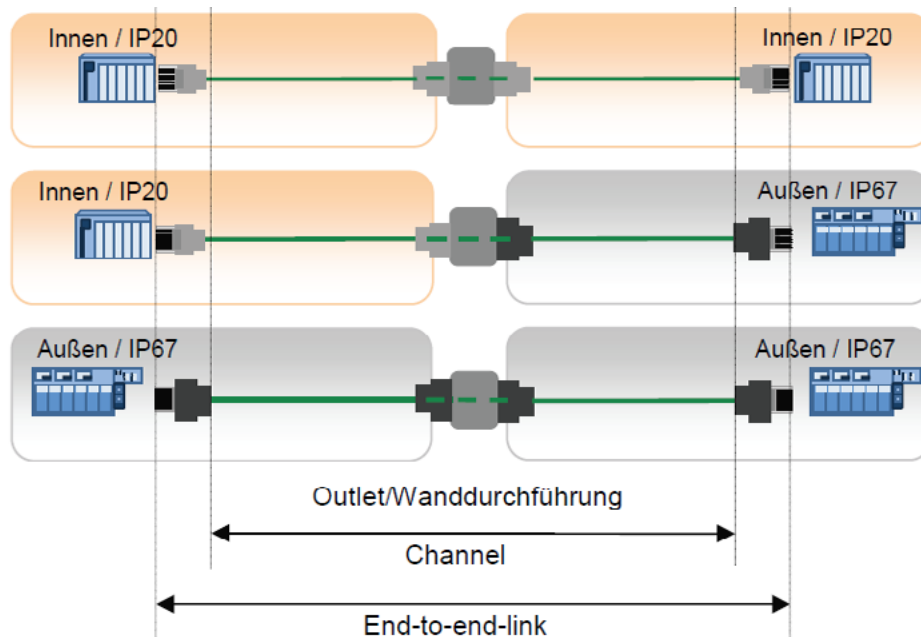 Innen / IP20
Innen / IP20
Innen / IP20
Außen / IP67
Außen / IP67
Außen / IP67
Outlet/Wanddurchführung
Channel
End-to-end-link